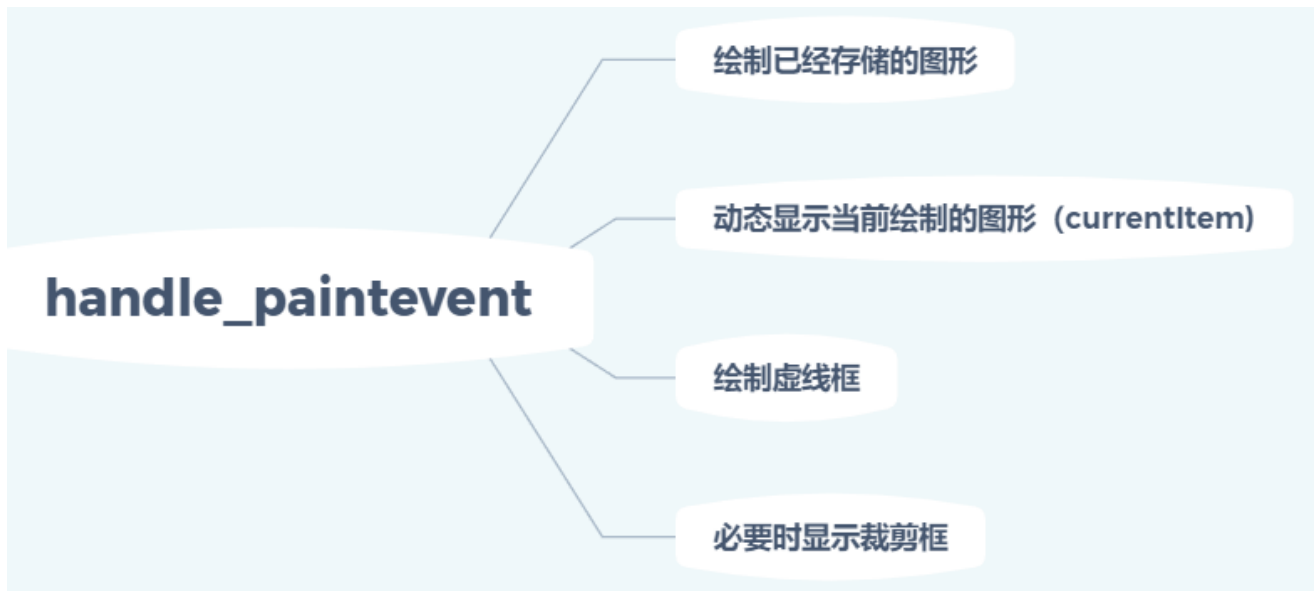 绘制已经存储的图形
动态显示当前绘制的图形（currentItem)
handle_paintevent
绘制虚线框
必要时显示裁剪框